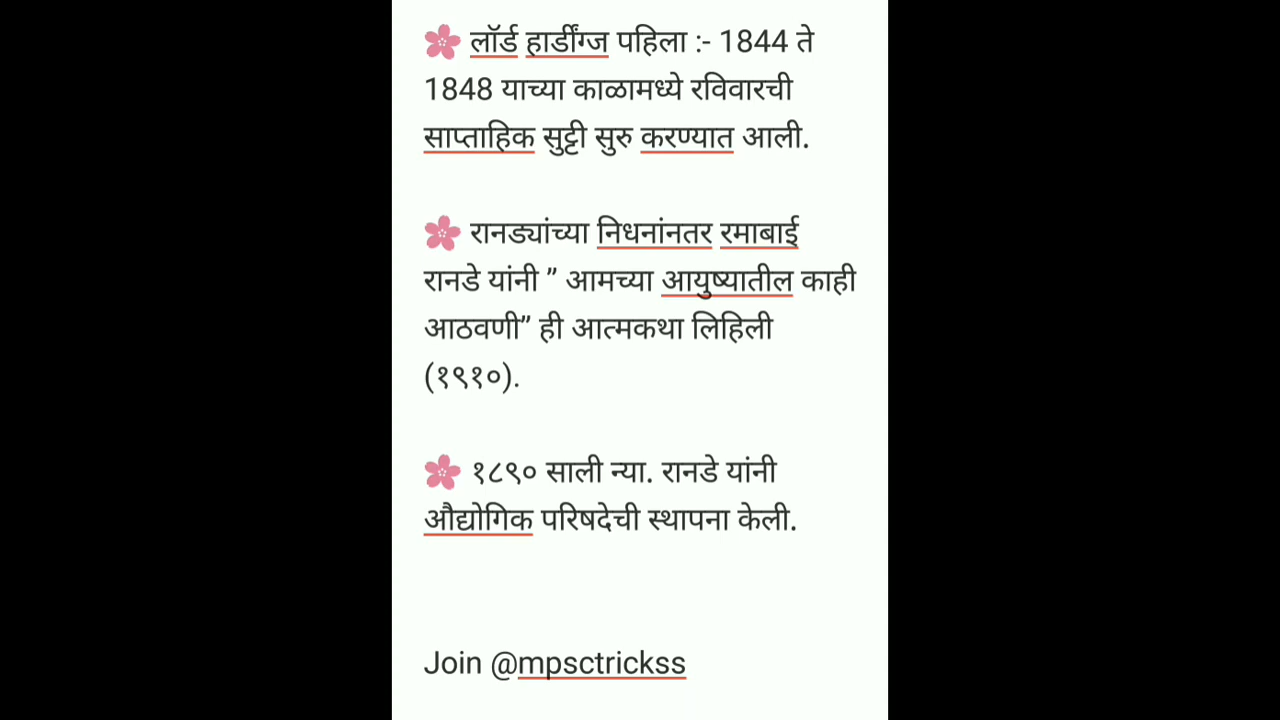 🌸 लॉर्ड हार्डींग्ज पहिला :- 1844 ते
1848 याच्या काळामध्ये रविवारची
साप्ताहिक सुट्टी सुरु करण्यात आली.
🌸 रानड्यांच्या निधनांनतर रमाबाई
रानडे यांनी ” आमच्या आयुष्यातील काही
आठवणी” ही आत्मकथा लिहिली
(१९१०).
🌸 १८९० साली न्या. रानडे यांनी
औद्योगिक परिषदेची स्थापना केली.
Join @mpsctrickss